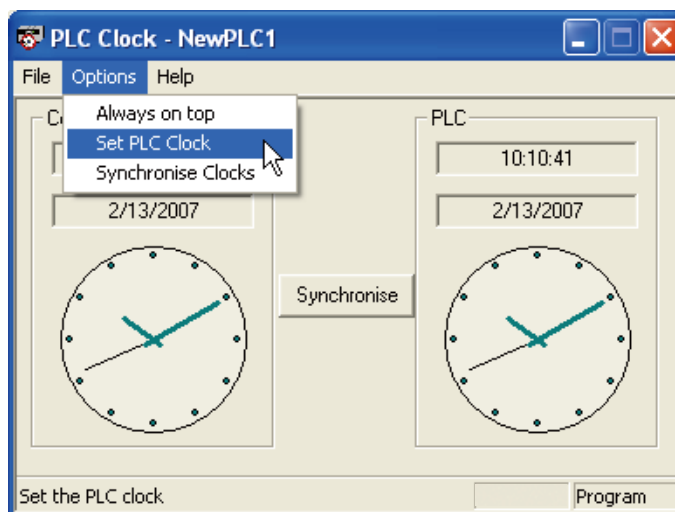 PLC Clock - NewPLC1
File Options Help
Always on top
Set PLC Clock
Synchronise Clocks
PLC
10:10:41
2/13/2007
2/13/2007
Synchronise
Set the PLC clock
Program